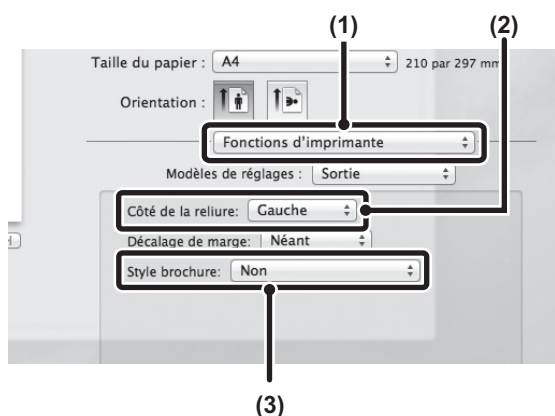 (1) (2)
Taille du papier : A4 210 par 297 mm
Orientation :
Fonctions d'imprimante
Modèles de réglages : Sortie
Côté de la reliure: Gauche
Décalage de marge: Néant
Style brochure: Non
(3)